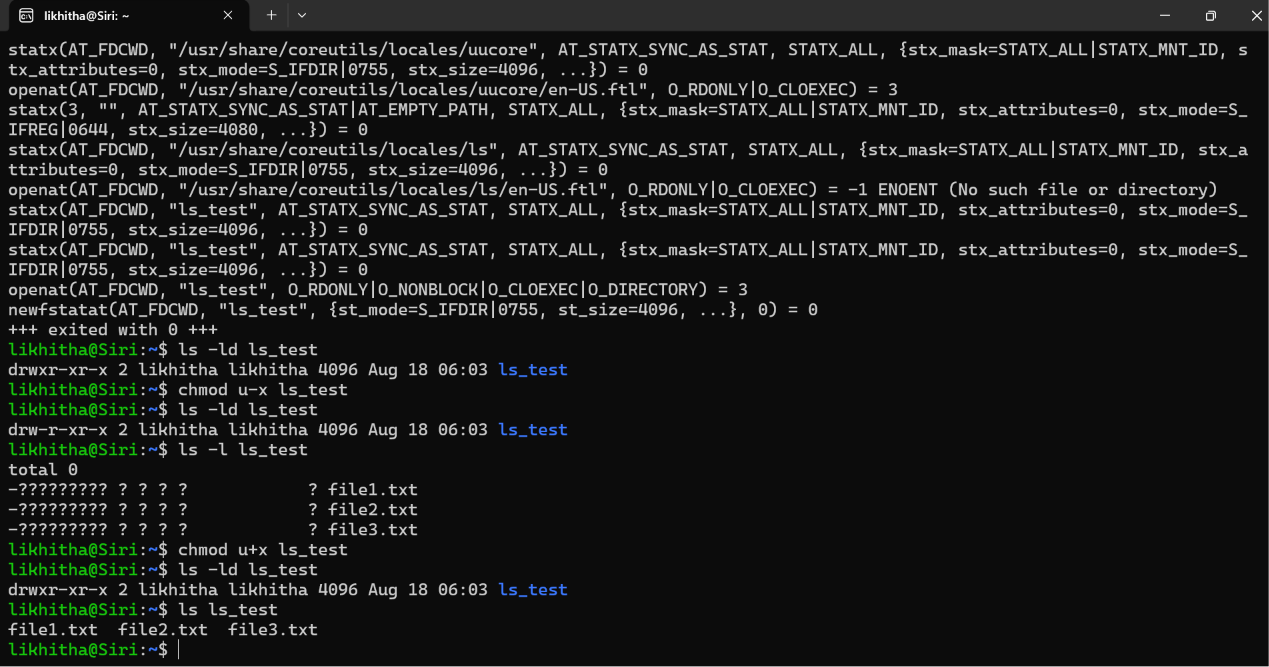 likhitha@Siri: ~
statx(AT_FDCWD, "/usr/share/coreutils/locales/uucore", AT_STATX_SYNC_AS_STAT, STATX_ALL, {stx_mask=STATX_ALL|STATX_MNT_ID, s
tx_attributes=0, stx_mode=S_IFDIR|0755, stx_size=4096, ...}) = 0
openat(AT_FDCWD, "/usr/share/coreutils/locales/uucore/en-US.ftl", O_RDONLY|O_CLOEXEC) = 3
statx(3, "", AT_STATX_SYNC_AS_STAT|AT_EMPTY_PATH, STATX_ALL, {stx_mask=STATX_ALL|STATX_MNT_ID, stx_attributes=0, stx_mode=S_
IFREG|0644, stx_size=4080, ...}) = 0
statx(AT_FDCWD, "/usr/share/coreutils/locales/ls", AT_STATX_SYNC_AS_STAT, STATX_ALL, {stx_mask=STATX_ALL|STATX_MNT_ID, stx_a
ttributes=0, stx_mode=S_IFDIR|0755, stx_size=4096, ...}) = 0
openat(AT_FDCWD, "/usr/share/coreutils/locales/ls/en-US.ftl", O_RDONLY|O_CLOEXEC) = -1 ENOENT (No such file or directory)
statx(AT_FDCWD, "ls_test", AT_STATX_SYNC_AS_STAT, STATX_ALL, {stx_mask=STATX_ALL|STATX_MNT_ID, stx_attributes=0, stx_mode=S_
IFDIR|0755, stx_size=4096, ...}) = 0
statx(AT_FDCWD, "ls_test", AT_STATX_SYNC_AS_STAT, STATX_ALL, {stx_mask=STATX_ALL|STATX_MNT_ID, stx_attributes=0, stx_mode=S_
IFDIR|0755, stx_size=4096, ...}) = 0
openat(AT_FDCWD, "ls_test", O_RDONLY|O_NONBLOCK|O_CLOEXEC|O_DIRECTORY) = 3
newfstatat(AT_FDCWD, "ls_test", {st_mode=S_IFDIR|0755, st_size=4096, ...}, 0) = 0
+++ exited with 0 +++
likhitha@Siri:~$ ls -ld ls_test
drwxr-xr-x 2 likhitha likhitha 4096 Aug 18 06:03 ls_test
likhitha@Siri:~$ chmod u-x ls_test
likhitha@Siri:~$ ls -ld ls_test
drw-r-xr-x 2 likhitha likhitha 4096 Aug 18 06:03 ls_test
likhitha@Siri:~$ ls -l ls_test
total 0
-????????? ? ? ? ?            ? file1.txt
-????????? ? ? ? ?            ? file2.txt
-????????? ? ? ? ?            ? file3.txt
likhitha@Siri:~$ chmod u+x ls_test
likhitha@Siri:~$ ls -ld ls_test
drwxr-xr-x 2 likhitha likhitha 4096 Aug 18 06:03 ls_test
likhitha@Siri:~$ ls ls_test
file1.txt  file2.txt  file3.txt
likhitha@Siri:~$